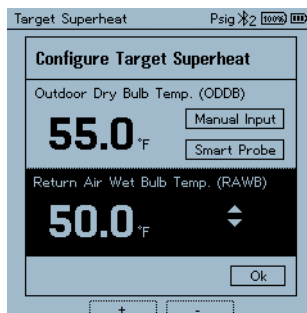 Target Superheat Psig 2 100%
Configure Target Superheat
Outdoor Dry Bulb Temp. (ODDB)
55.0 °F
Manual Input
Smart Probe
Return Air Wet Bulb Temp. (RAWB)
50.0 °F
Ok
+ -